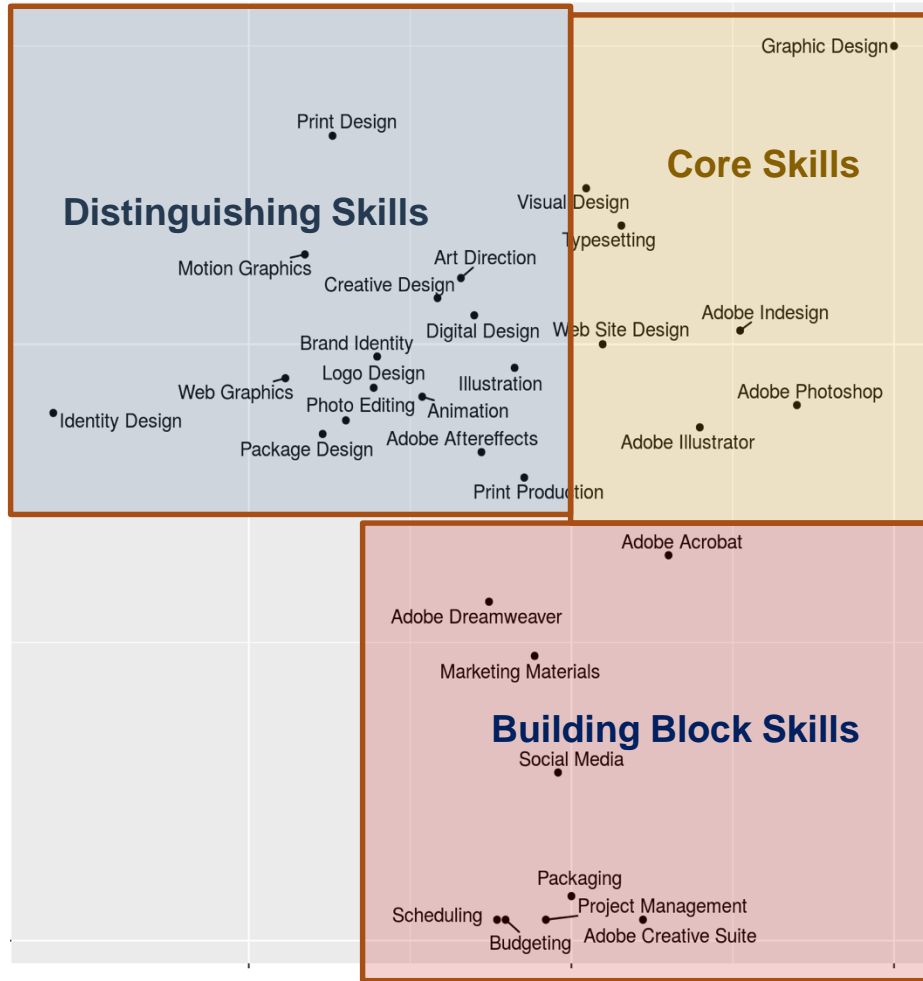 Graphic Design
Print Design
Core Skills
Distinguishing Skills
Visual Design
Typesetting
Art Direction
Motion Graphics
Creative Design
Adobe Indesign
Digital Design
Web Site Design
Brand Identity
Logo Design
Illustration
Web Graphics
Adobe Photoshop
Photo Editing
Animation
Identity Design
Adobe Aftereffects
Adobe Illustrator
Package Design
Print Production
Adobe Acrobat
Adobe Dreamweaver
Marketing Materials
Building Block Skills
Social Media
Packaging
Project Management
Scheduling
Adobe Creative Suite
Budgeting